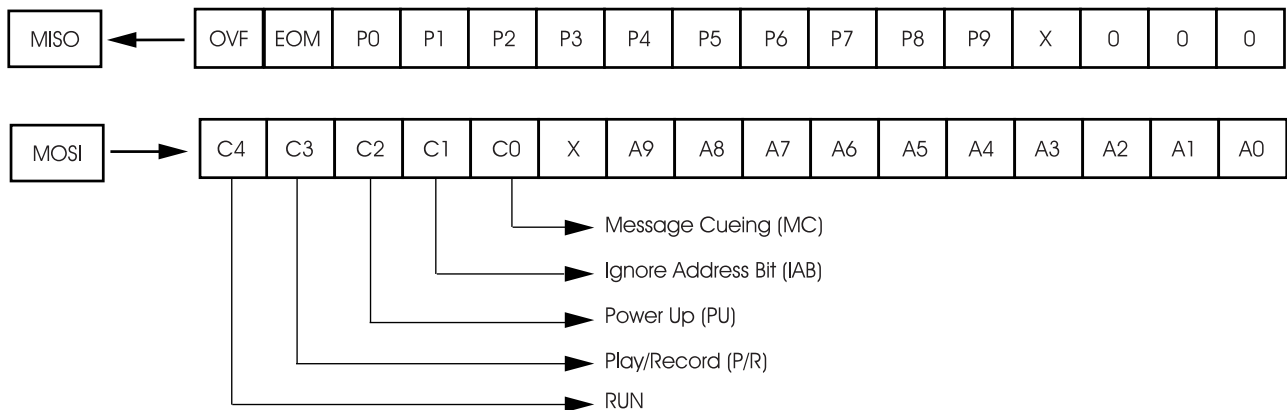 MISO OVF EOM P0 P1 P2 P3 P4 P5 P6 P7 P8 P9 X 0 0 0
MOSI C4 C3 C2 C1 C0 X A9 A8 A7 A6 A5 A4 A3 A2 A1 A0
Message Cueing (MC)
Ignore Address Bit (IAB)
Power Up (PU)
Play/Record (P/R)
RUN